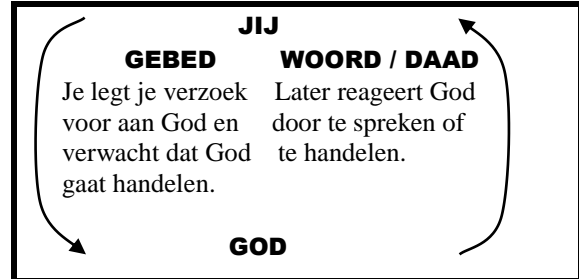 JIJ
GEBED WOORD / DAAD
Je legt je verzoek Later reageert God
voor aan God en door te spreken of
verwacht dat God te handelen.
gaat handelen.
GOD